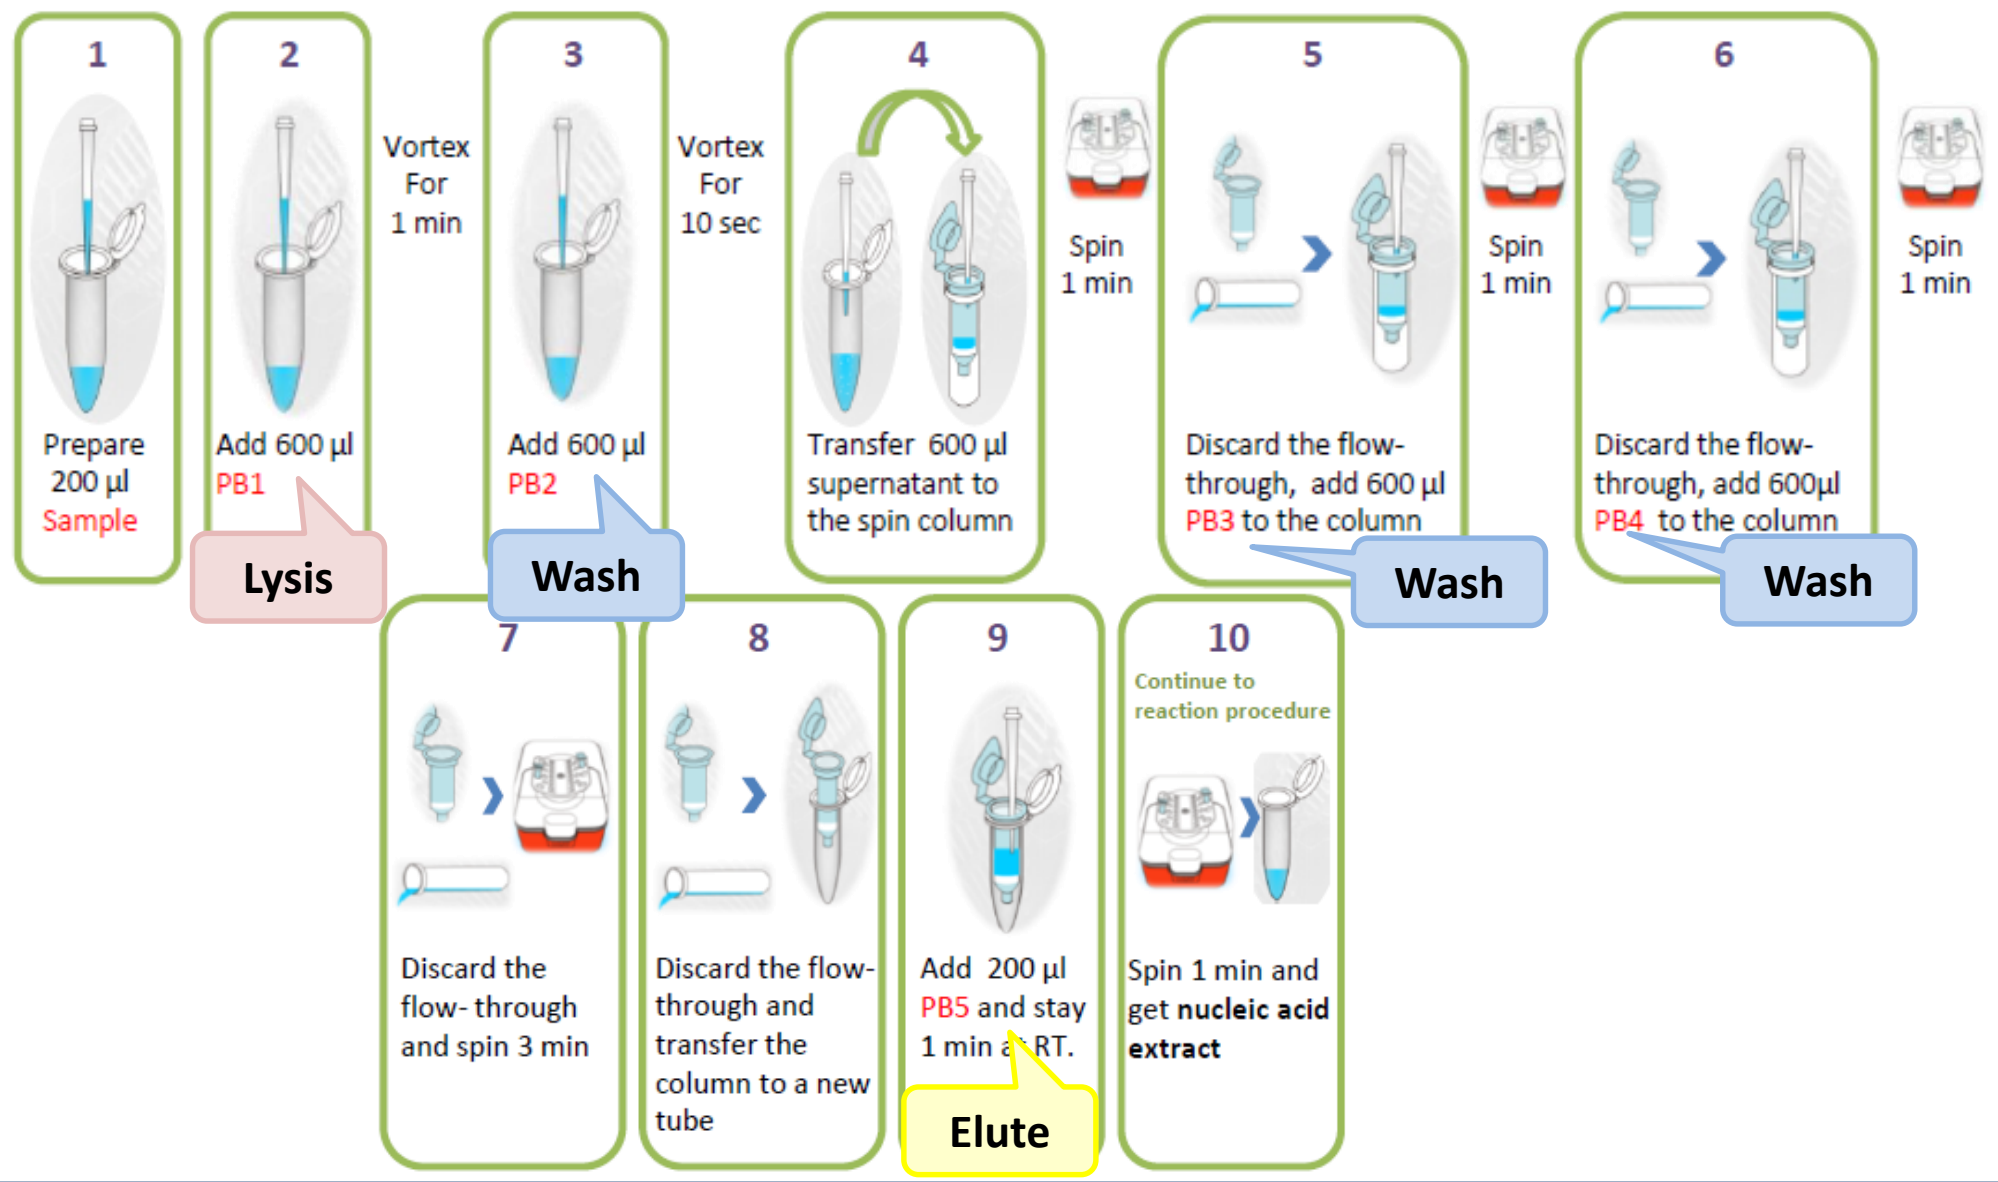 1
Prepare
200 µl
Sample
2
Add 600 µl
PB1
Lysis
Vortex
For
1 min
3
Add 600 µl
PB2
Wash
Vortex
For
10 sec
4
Transfer 600 µl
supernatant to
the spin column
Spin
1 min
5
Discard the flow-
through, add 600 µl
PB3 to the column
Wash
Spin
1 min
6
Discard the flow-
through, add 600µl
PB4 to the column
Wash
Spin
1 min
7
Discard the
flow- through
and spin 3 min
8
Discard the flow-
through and
transfer the
column to a new
tube
9
Add 200 µl
PB5 and stay
1 min at RT.
Elute
10
Continue to
reaction procedure
Spin 1 min and
get nucleic acid
extract